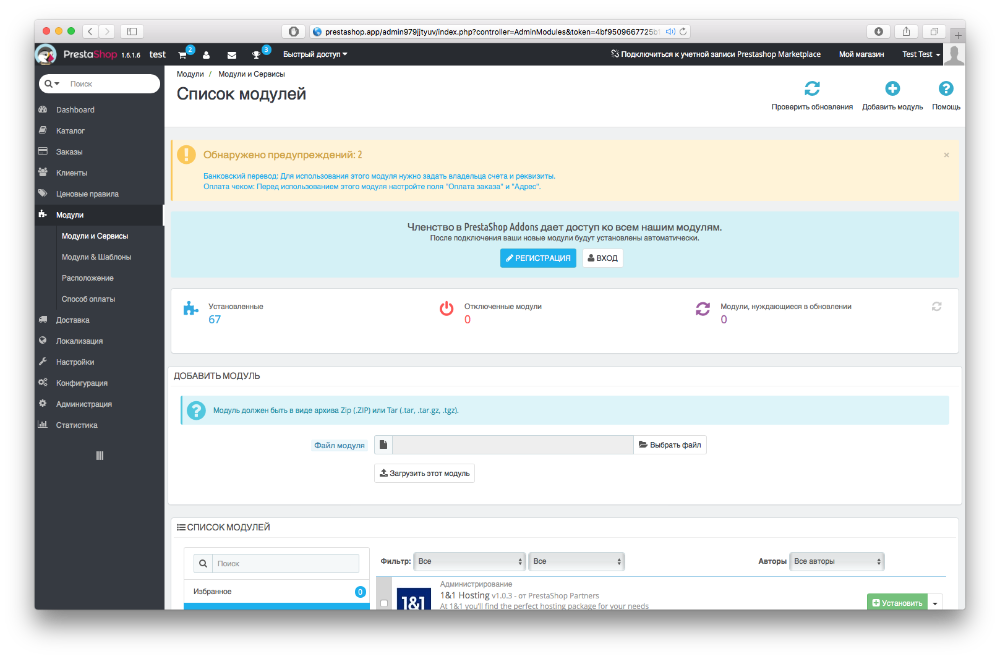 prestashop.app/admin979jjtyuv/index.php?controller=AdminModules&token=4bf9509667725b
PrestaShop 1.6.1.6 test 2 3 Быстрый доступ Подключиться к учетной записи Prestashop Marketplace Мой магазин Test Test
Поиск
Dashboard
Каталог
Заказы
Клиенты
Ценовые правила
Модули
Модули и Сервисы
Модули & Шаблоны
Расположение
Способ оплаты
Доставка
Локализация
Настройки
Конфигурация
Администрация
Статистика
Модули / Модули и Сервисы
Список модулей
Проверить обновления Добавить модуль Помощь
Обнаружено предупреждений: 2
Банковский перевод: Для использования этого модуля нужно задать владельца счета и реквизиты.
Оплата чеком: Перед использованием этого модуля настройте поля "Оплата заказа" и "Адрес".
Членство в PrestaShop Addons дает доступ ко всем нашим модулям.
После подключения ваши новые модули будут установлены автоматически.
РЕГИСТРАЦИЯ ВХОД
Установленные
67
Отключенные модули
0
Модули, нуждающиеся в обновлении
0
ДОБАВИТЬ МОДУЛЬ
Модуль должен быть в виде архива Zip (.ZIP) или Tar (.tar, .tar.gz, .tgz).
Файл модуля Выбрать файл
Загрузить этот модуль
СПИСОК МОДУЛЕЙ
Поиск
Избранное 0
Фильтр: Все Все Авторы Все авторы
Администрирование
1&1 1&1 Hosting v1.0.3 - от PrestaShop Partners
At 1&1 you'll find the perfect hosting package for your needs
Установить